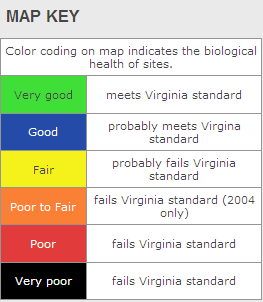 MAP KEY
Color coding on map indicates the biological
health of sites.
Very good
meets Virginia standard
Good
probably meets Virgina
standard
Fair
probably fails Virginia
standard
Poor to Fair
fails Virginia standard (2004
only)
Poor
fails Virginia standard
Very poor
fails Virginia standard